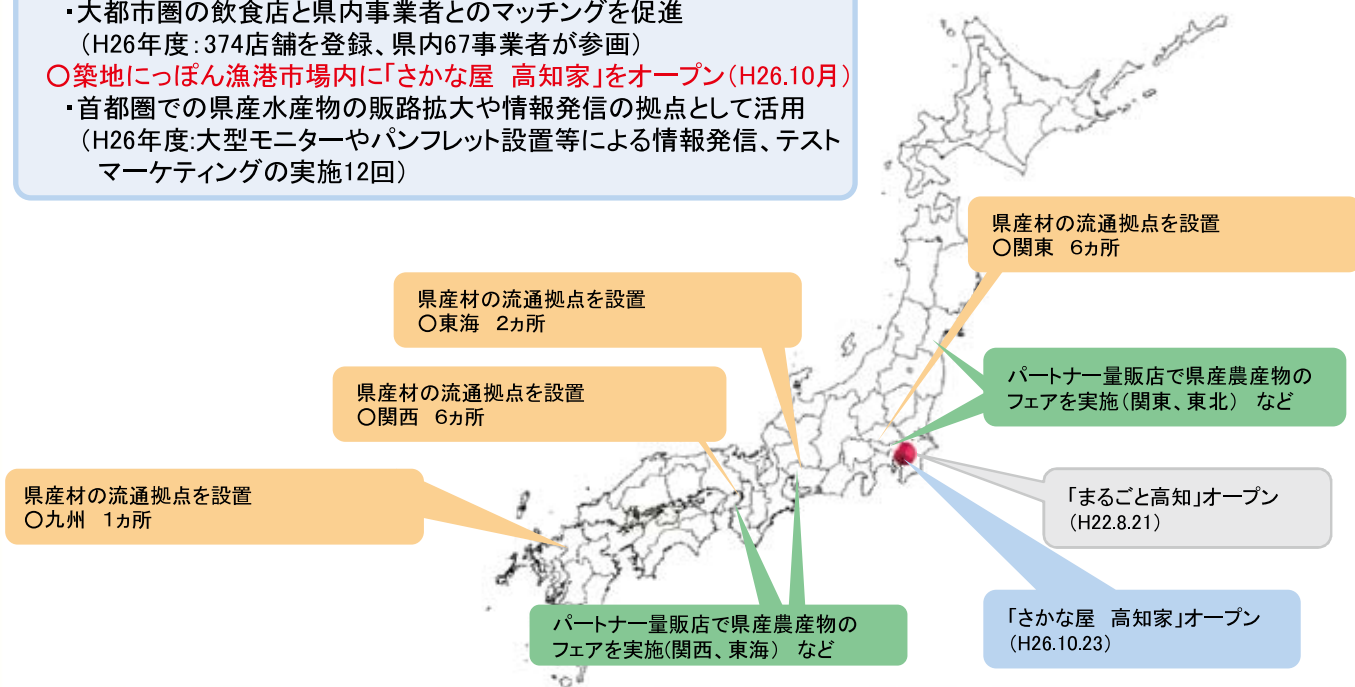 ・大都市圏の飲食店と県内事業者とのマッチングを促進
（H26年度：374店舗を登録、県内67事業者が参画）
○築地にっぽん漁港市場内に「さかな屋　高知家」をオープン（H26.10月）
・首都圏での県産水産物の販路拡大や情報発信の拠点として活用
（H26年度:大型モニターやパンフレット設置等による情報発信、テスト
マーケティングの実施12回）
県産材の流通拠点を設置
○関東　6ヵ所
県産材の流通拠点を設置
○東海　2ヵ所
パートナー量販店で県産農産物の
フェアを実施（関東、東北）　など
県産材の流通拠点を設置
○関西　6ヵ所
県産材の流通拠点を設置
○九州　1ヵ所
「まるごと高知」オープン
（H22.8.21）
パートナー量販店で県産農産物の
フェアを実施(関西、東海）　など
「さかな屋　高知家」オープン
（H26.10.23）